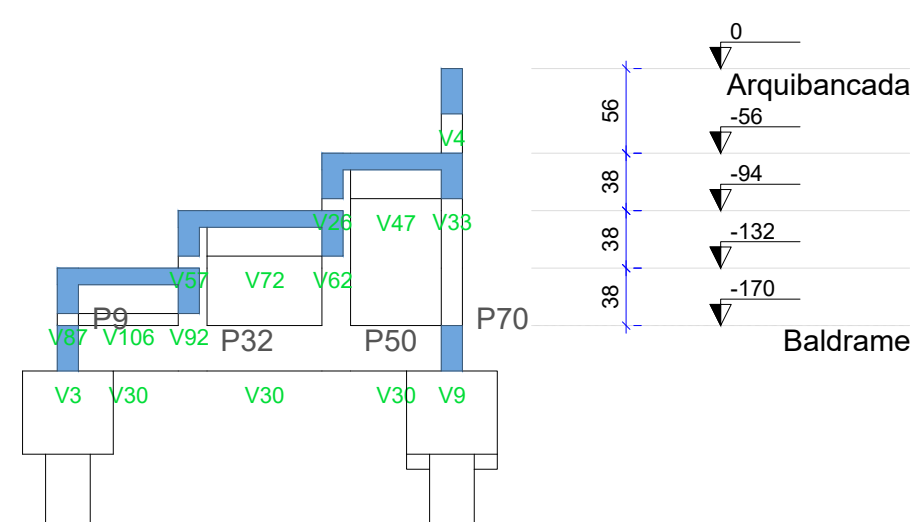 0
Arquibancada
56
-56
V4
38
-94
V26
V47
V33
38
-132
V57
V72
V62
38
-170
P9
P70
V87
V106
V92
P32
P50
Baldrame
V3
V30
V30
V30
V9